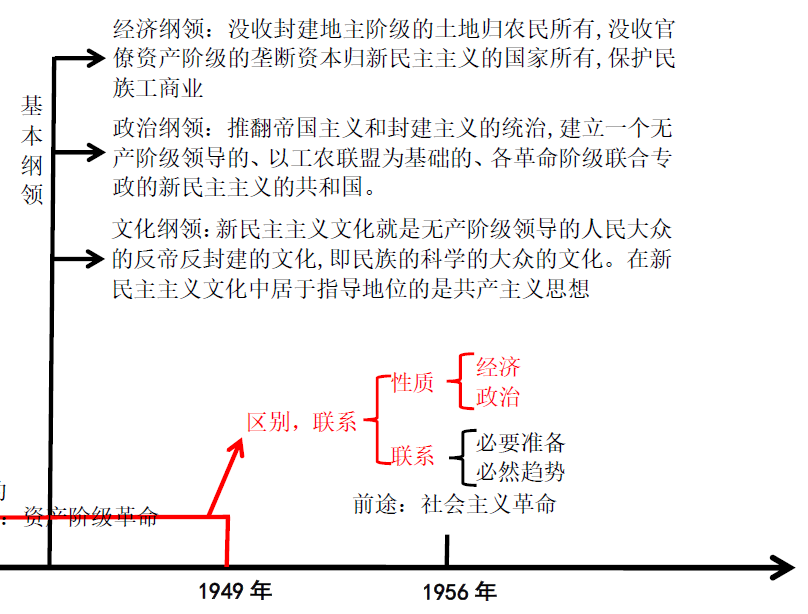 经济纲领：没收封建地主阶级的土地归农民所有,没收官
僚资产阶级的垄断资本归新民主主义的国家所有,保护民
族工商业
基本纲领
政治纲领：推翻帝国主义和封建主义的统治,建立一个无
产阶级领导的、以工农联盟为基础的、各革命阶级联合专
政的新民主主义的共和国。
文化纲领:新民主主义文化就是无产阶级领导的人民大众
的反帝反封建的文化,即民族的科学的大众的文化。在新
民主主义文化中居于指导地位的是共产主义思想
区别，联系
性质
经济
政治
联系
必要准备
必然趋势
前途：社会主义革命
：资产阶级革命
1949 年
1956 年